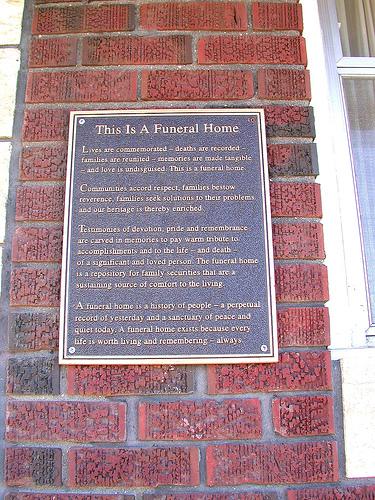 This Is A Funeral Home
Lives are commemorated – deaths are recorded –
families are reunited – memories are made tangible
– and love is undisguised. This is a funeral home.
Communities accord respect, families bestow
reverence, families seek solutions to their problems
and our heritage is thereby enriched.
Testimonies of devotion, pride and remembrance
are carved in memories to pay warm tribute to
accomplishments and to the life – and death –
of a significant and loved person. The funeral home
is a repository for family securities that are a
sustaining source of comfort to the living.
A funeral home is a history of people – a perpetual
record of yesterday and a sanctuary of peace and
quiet today. A funeral home exists because every
life is worth living and remembering – always.